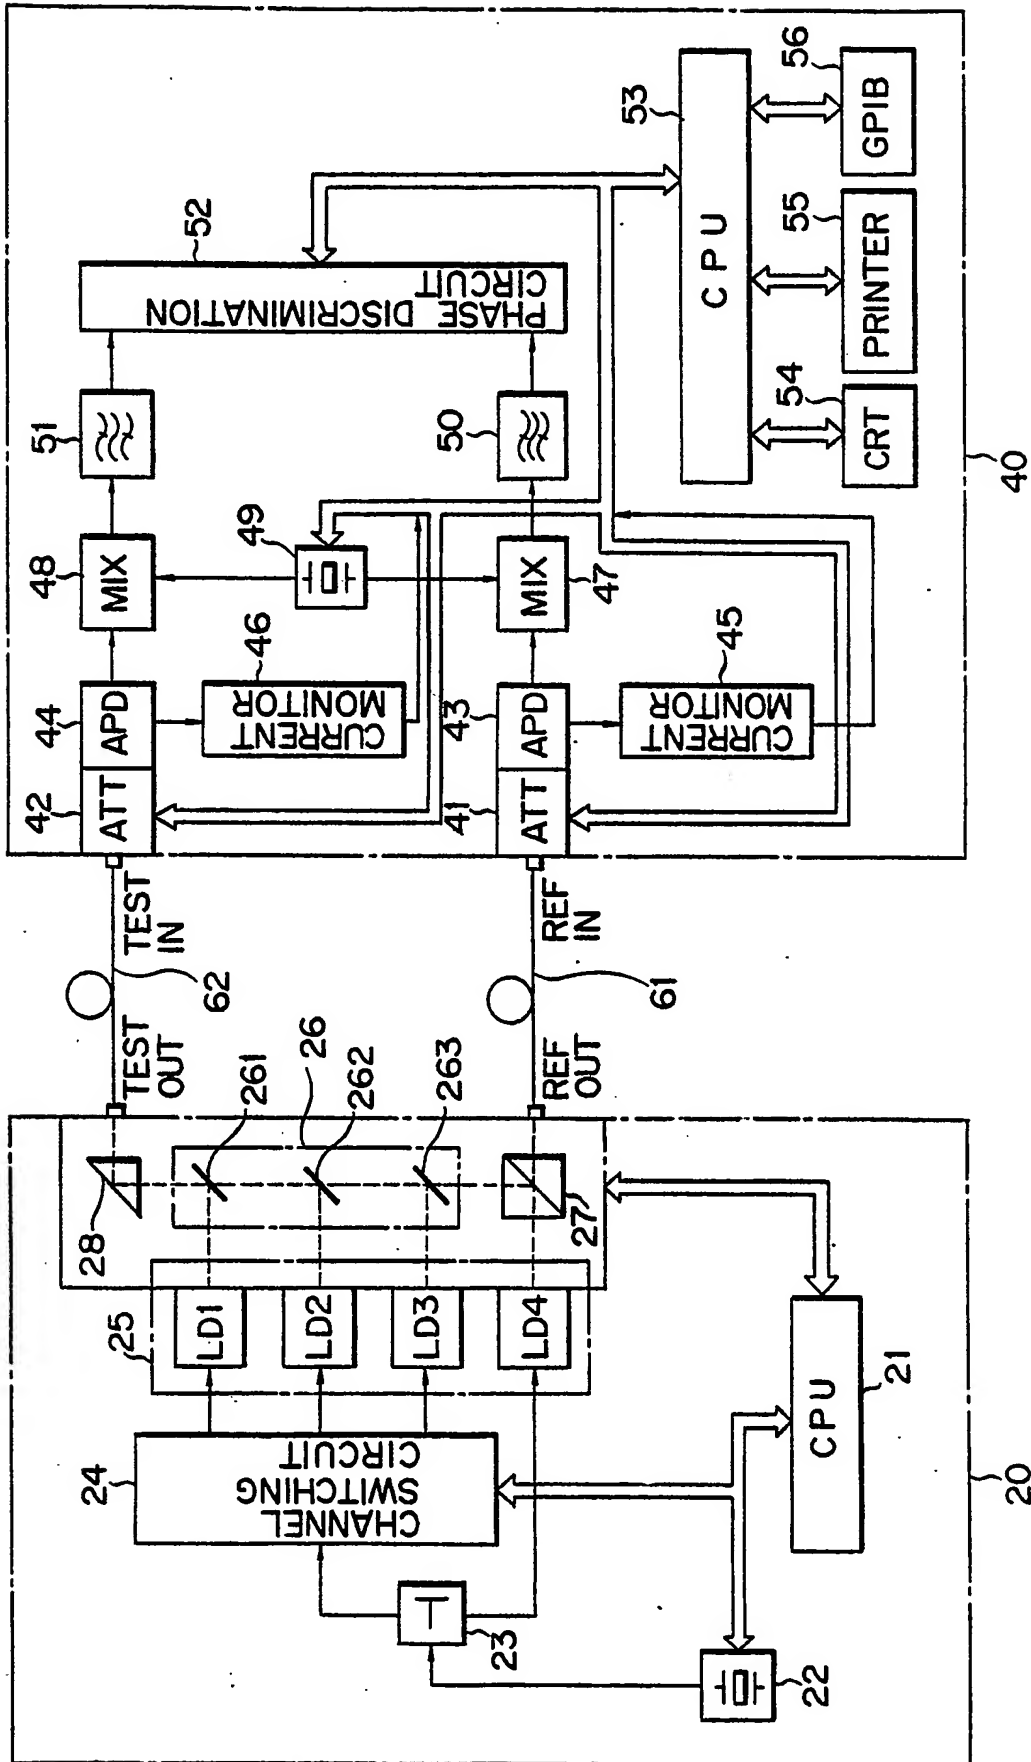 51
48
44
42
MIX
APD
ATT
52
PHASE DISCRIMINATION
CIRCUIT
49
46
CURRENT
MONITOR
50
47
43
41
MIX
APD
ATT
45
CURRENT
MONITOR
53
CPU
54
CRT
55
PRINTER
56
GPIB
40
TEST
IN
62
TEST
OUT
REF
IN
61
REF
OUT
28
26
261
262
263
27
25
LD1
LD2
LD3
LD4
24
CHANNEL
SWITCHING
CIRCUIT
23
22
CPU
21
20